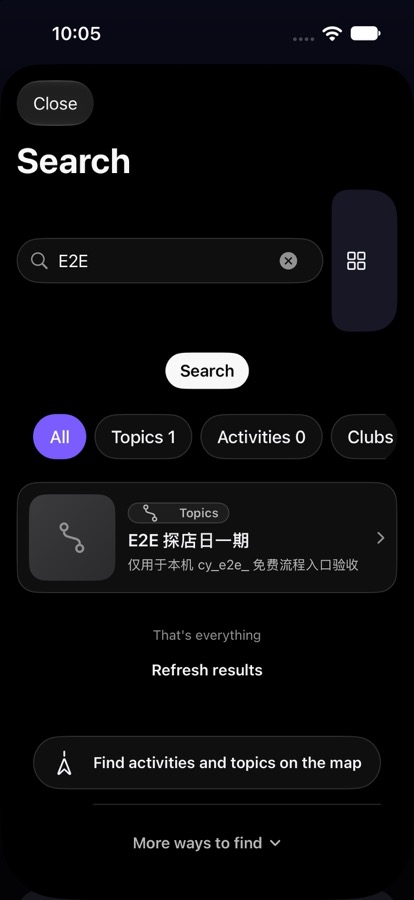 10:05
Close
Search
E2E
Search
All
Topics 1
Activities 0
Clubs
Topics
E2E 探店日一期
仅用于本机 cy_e2e_ 免费流程入口验收
That's everything
Refresh results
Find activities and topics on the map
More ways to find